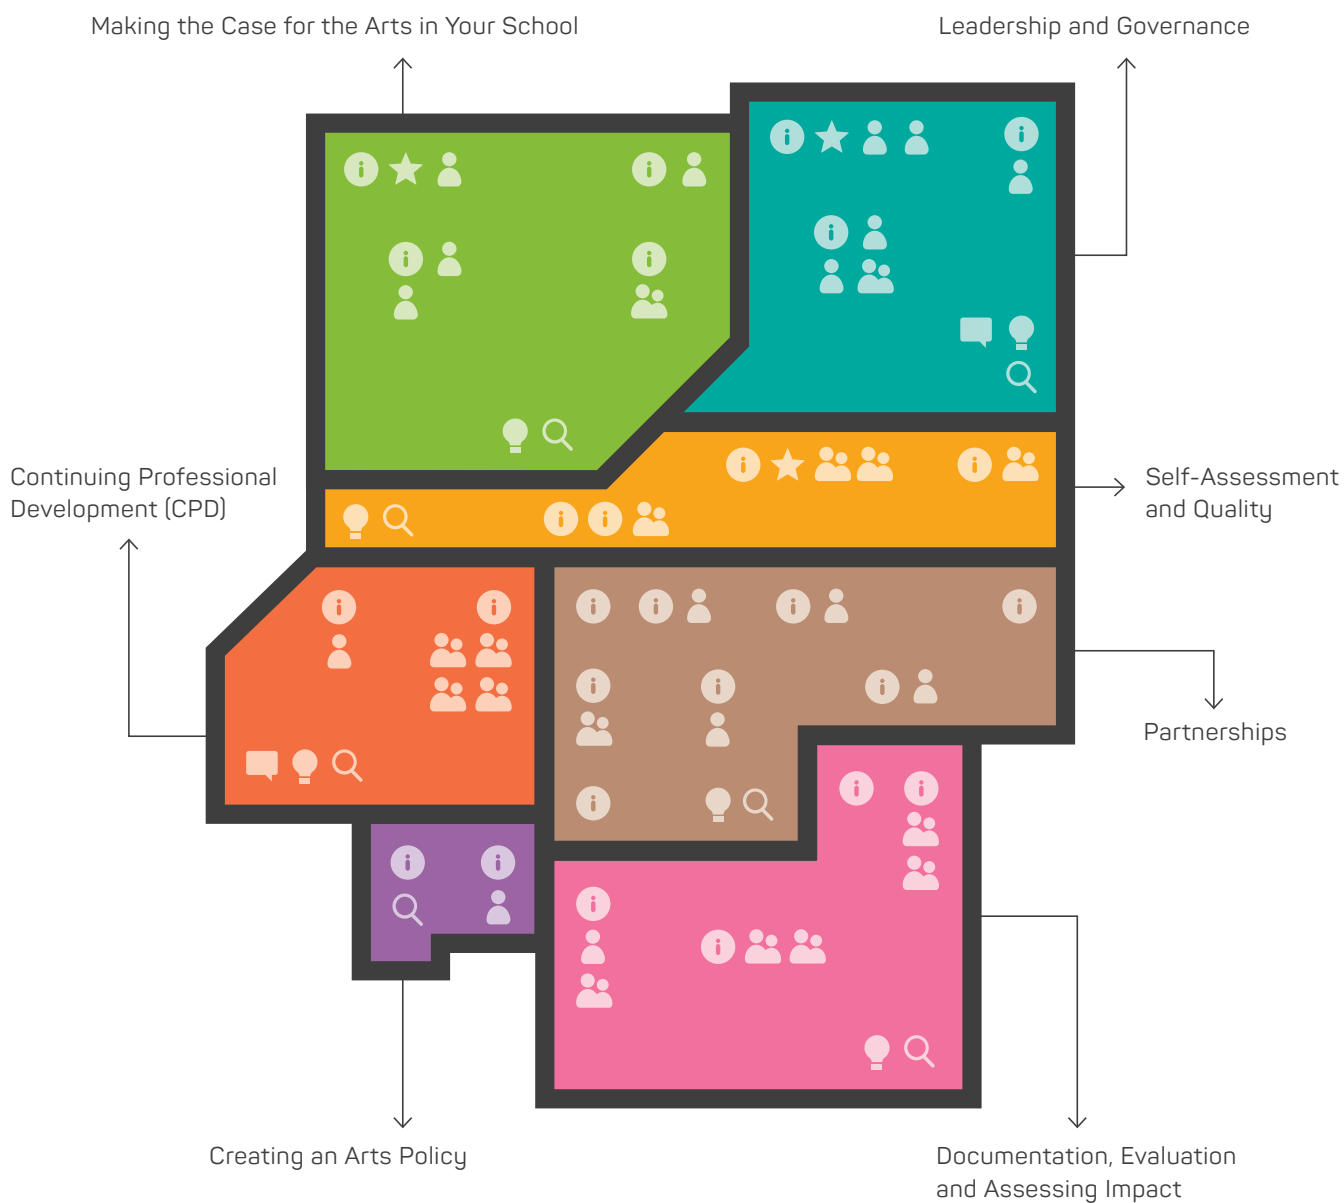 Making the Case for the Arts in Your School
Leadership and Governance
Continuing Professional
Development (CPD)
Self-Assessment
and Quality
Partnerships
Creating an Arts Policy
Documentation, Evaluation
and Assessing Impact